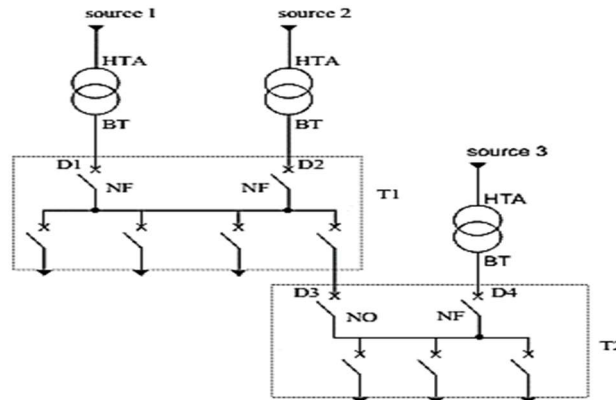 source 1 source 2
HTA HTA
BT BT
source 3
D1 D2
NF NF T1
HTA
BT
D3 D4
NO NF